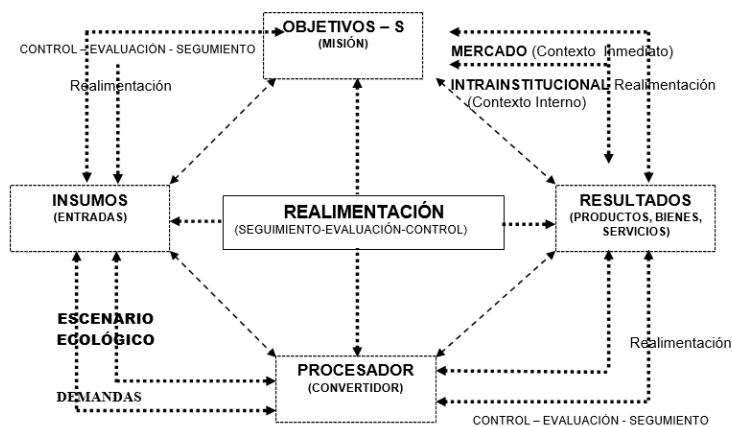 OBJETIVOS – S
(MISIÓN)
CONTROL – EVALUACIÓN - SEGUMIENTO
MERCADO (Contexto Inmediato)
Realimentación
INTRAINSTITUCIONAL Realimentación
(Contexto Interno)
INSUMOS
(ENTRADAS)
REALIMENTACIÓN
(SEGUIMIENTO-EVALUACIÓN-CONTROL)
RESULTADOS
(PRODUCTOS, BIENES,
SERVICIOS)
ESCENARIO
ECOLÓGICO
Realimentación
PROCESADOR
(CONVERTIDOR)
DEMANDAS
CONTROL – EVALUACIÓN - SEGUMIENTO